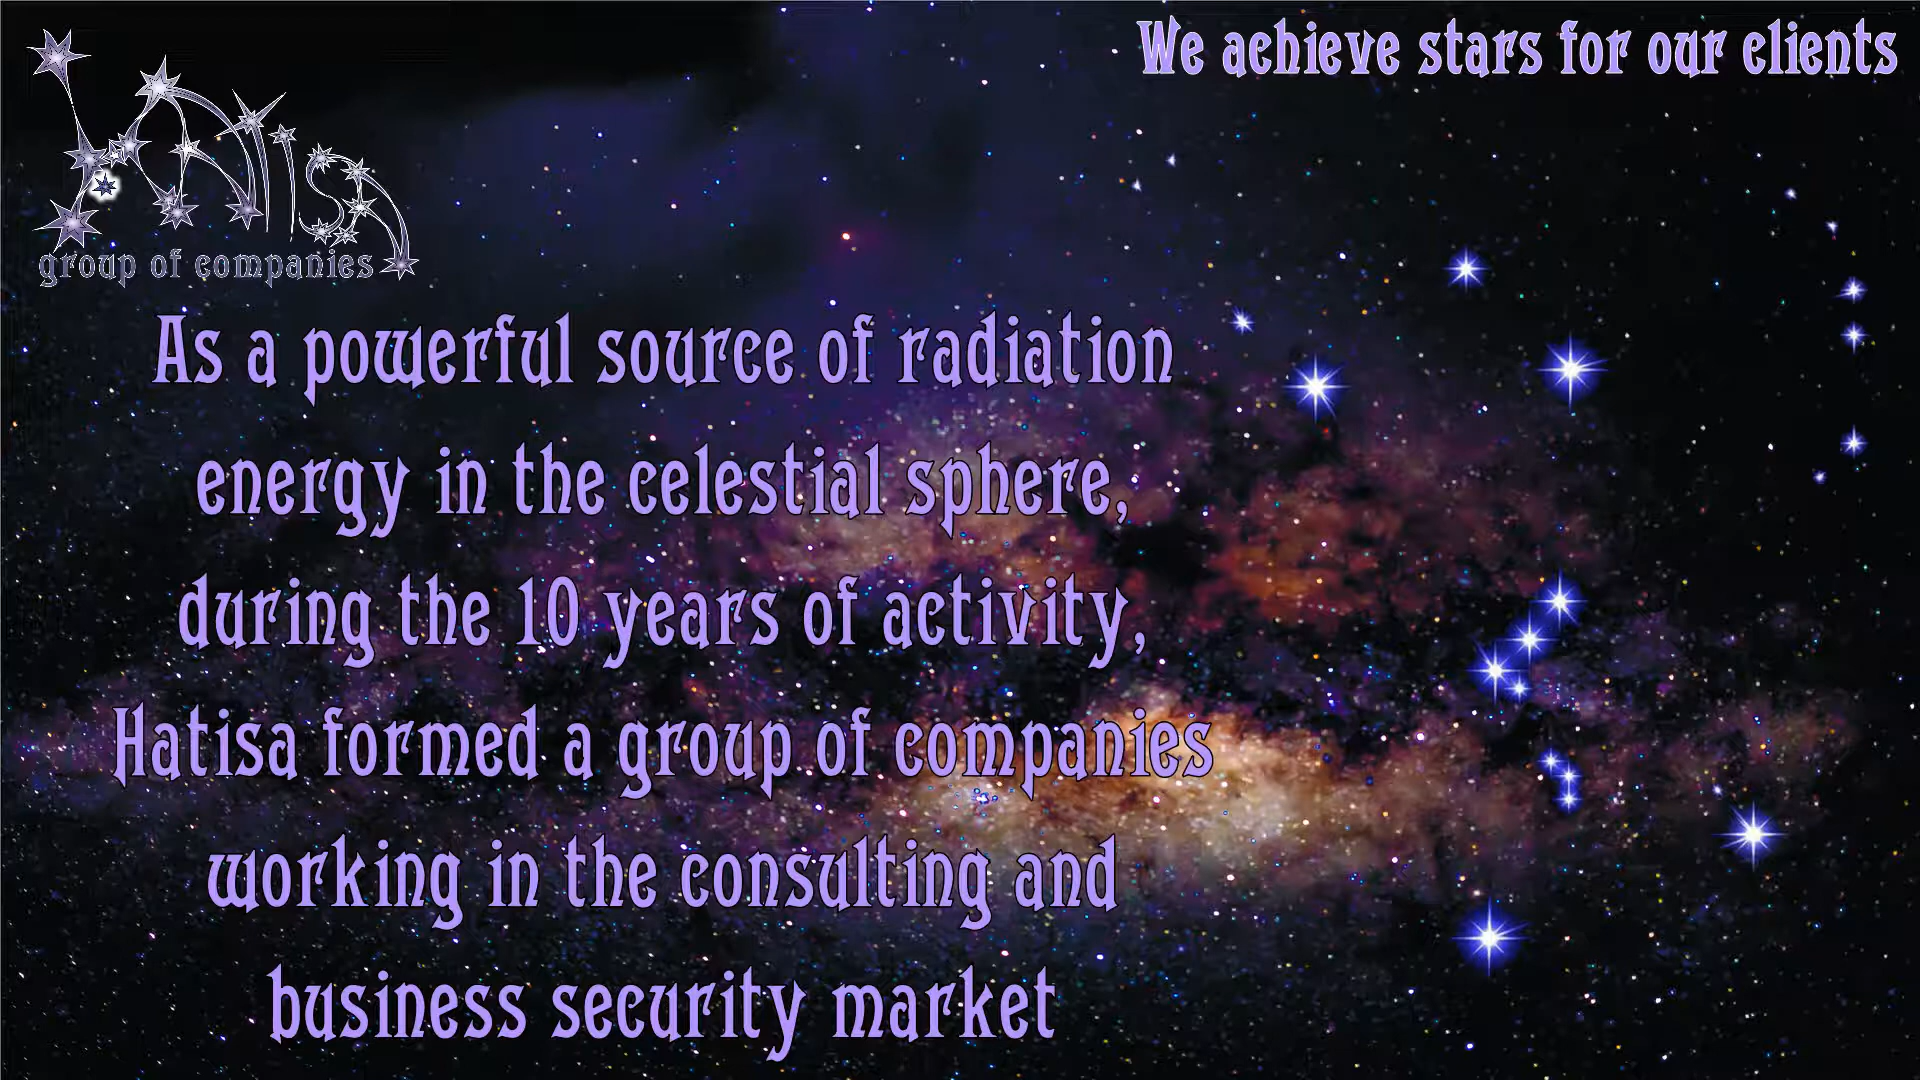 We achieve stars for our clients
Hatisa
group of companies
As a powerful source of radiation
energy in the celestial sphere,
during the 10 years of activity,
Hatisa formed a group of companies
working in the consulting and
business security market